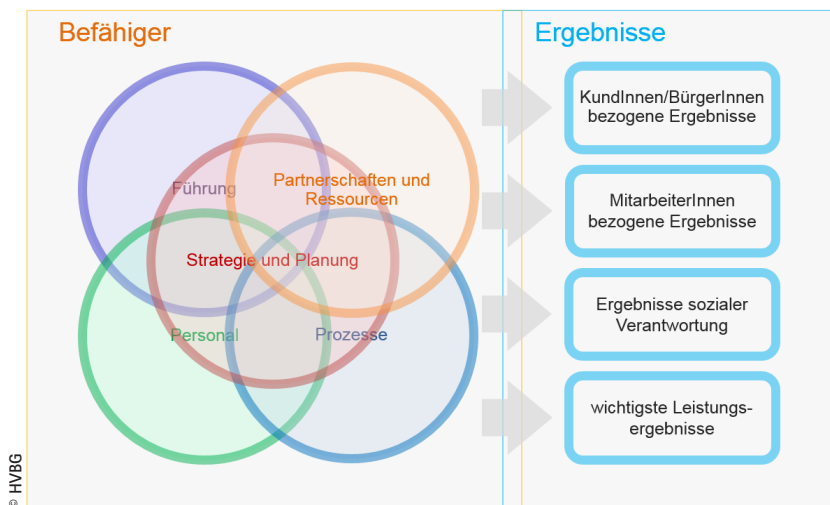 Befähiger
Ergebnisse
Führung
Partnerschaften und
Ressourcen
Strategie und Planung
Personal
Prozesse
KundInnen/BürgerInnen
bezogene Ergebnisse
MitarbeiterInnen
bezogene Ergebnisse
Ergebnisse sozialer
Verantwortung
wichtigste Leistungs-
ergebnisse
© HVBG